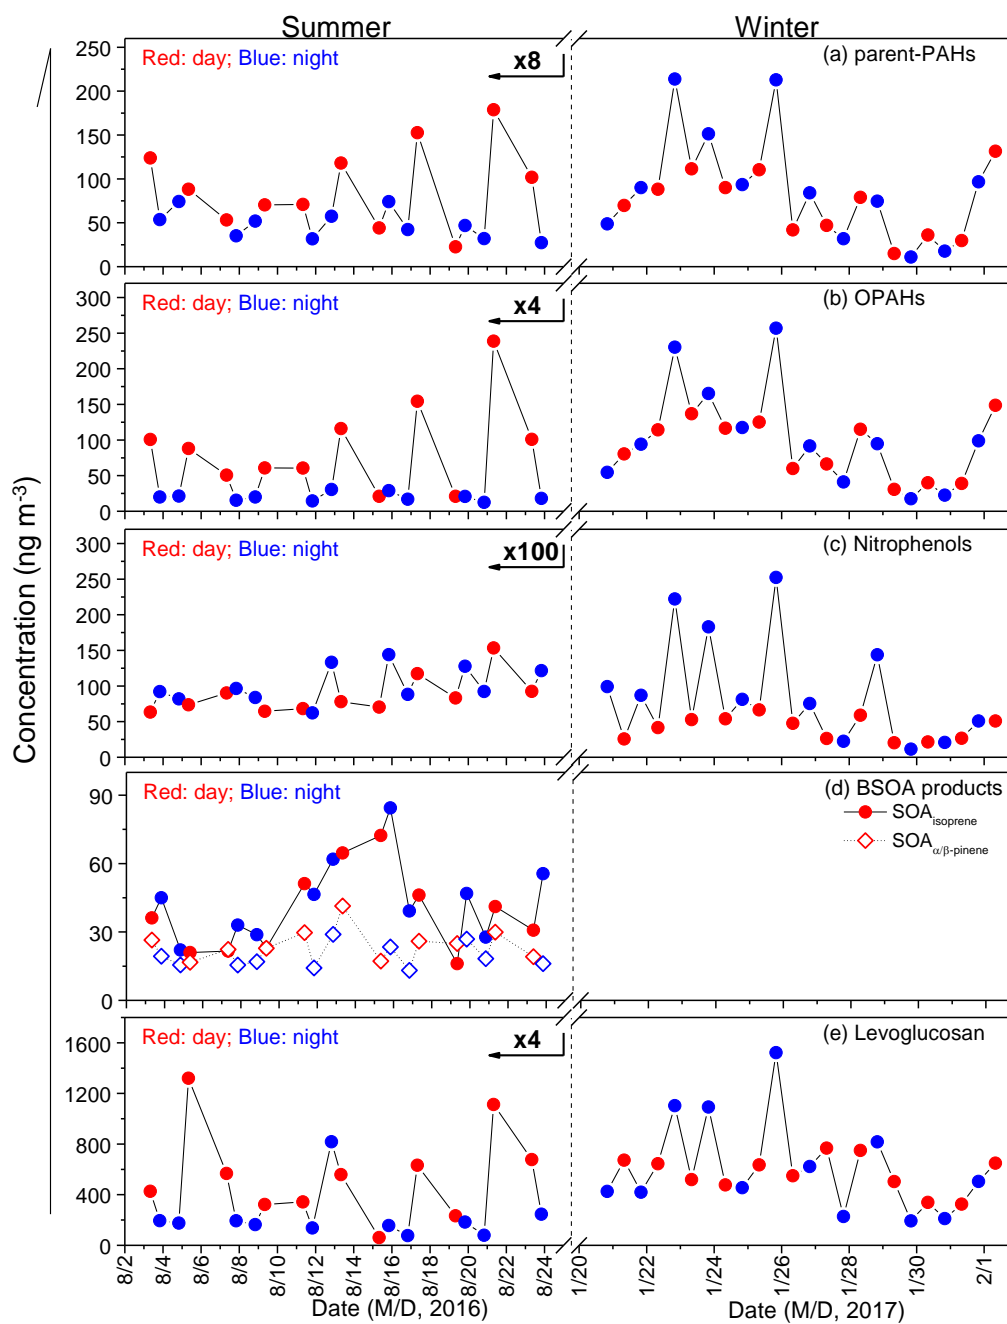 Summer
Winter
Concentration (ng m-3)
250
200
150
100
50
0
Red: day; Blue: night
x8
(a) parent-PAHs
300
250
200
150
100
50
0
Red: day; Blue: night
x4
(b) OPAHs
300
250
200
150
100
50
0
Red: day; Blue: night
x100
(c) Nitrophenols
90
60
30
0
Red: day; Blue: night
(d) BSOA products
SOAisoprene
SOAα/β-pinene
1600
1200
800
400
0
Red: day; Blue: night
x4
(e) Levoglucosan
8/2 8/4 8/6 8/8 8/10 8/12 8/14 8/16 8/18 8/20 8/22 8/24
1/20 1/22 1/24 1/26 1/28 1/30 2/1
Date (M/D, 2016)
Date (M/D, 2017)